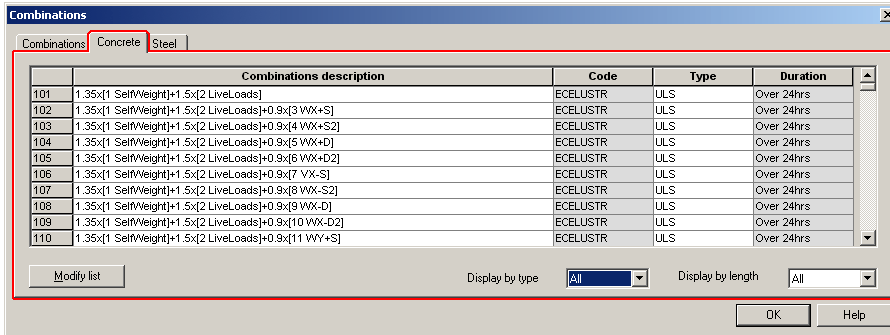 Combinations
Combinations Concrete Steel
Combinations description Code Type Duration
101 1.35x[1 SelfWeight]+1.5x[2 LiveLoads] ECELUSTR ULS Over 24hrs
102 1.35x[1 SelfWeight]+1.5x[2 LiveLoads]+0.9x[3 WX+S] ECELUSTR ULS Over 24hrs
103 1.35x[1 SelfWeight]+1.5x[2 LiveLoads]+0.9x[4 WX+S2] ECELUSTR ULS Over 24hrs
104 1.35x[1 SelfWeight]+1.5x[2 LiveLoads]+0.9x[5 WX+D] ECELUSTR ULS Over 24hrs
105 1.35x[1 SelfWeight]+1.5x[2 LiveLoads]+0.9x[6 WX+D2] ECELUSTR ULS Over 24hrs
106 1.35x[1 SelfWeight]+1.5x[2 LiveLoads]+0.9x[7 VX-S] ECELUSTR ULS Over 24hrs
107 1.35x[1 SelfWeight]+1.5x[2 LiveLoads]+0.9x[8 WX-S2] ECELUSTR ULS Over 24hrs
108 1.35x[1 SelfWeight]+1.5x[2 LiveLoads]+0.9x[9 WX-D] ECELUSTR ULS Over 24hrs
109 1.35x[1 SelfWeight]+1.5x[2 LiveLoads]+0.9x[10 WX-D2] ECELUSTR ULS Over 24hrs
110 1.35x[1 SelfWeight]+1.5x[2 LiveLoads]+0.9x[11 WY+S] ECELUSTR ULS Over 24hrs
Modify list Display by type All Display by length All
OK Help